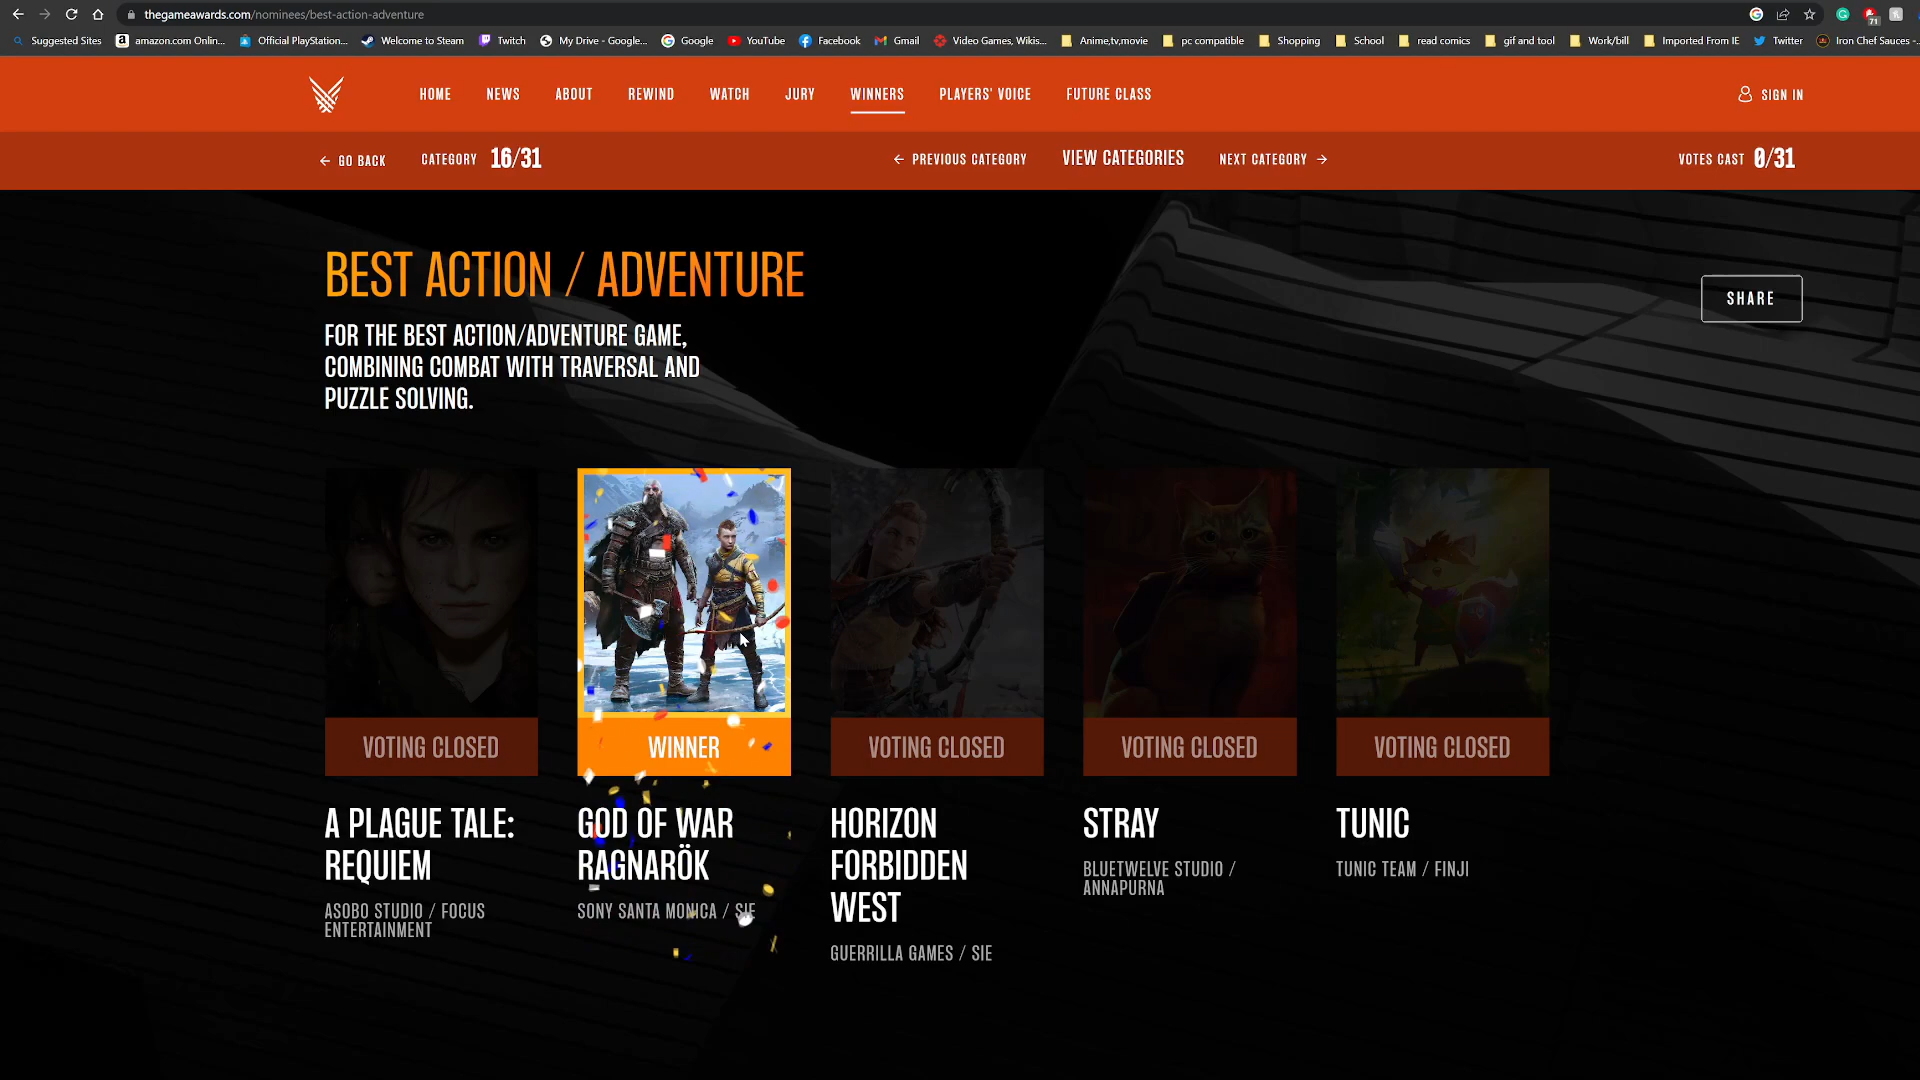 thegameawards.com/nominees/best-action-adventure
71
Suggested Sites
amazon.com Onlin...
Official PlayStation...
Welcome to Steam
Twitch
My Drive - Google...
Google
YouTube
Facebook
Gmail
Video Games, Wikis...
Anime,tv,movie
pc compatible
Shopping
School
read comics
gif and tool
Work/bill
Imported From IE
Twitter
Iron Chef Sauces -...
HOME
NEWS
ABOUT
REWIND
WATCH
JURY
WINNERS
PLAYERS' VOICE
FUTURE CLASS
SIGN IN
GO BACK
CATEGORY 16/31
PREVIOUS CATEGORY
VIEW CATEGORIES
NEXT CATEGORY
VOTES CAST 0/31
BEST ACTION / ADVENTURE
SHARE
FOR THE BEST ACTION/ADVENTURE GAME,
COMBINING COMBAT WITH TRAVERSAL AND
PUZZLE SOLVING.
VOTING CLOSED
A PLAGUE TALE:
REQUIEM
ASOBO STUDIO / FOCUS
ENTERTAINMENT
WINNER
GOD OF WAR
RAGNARÖK
SONY SANTA MONICA / SIE
VOTING CLOSED
HORIZON
FORBIDDEN
WEST
GUERRILLA GAMES / SIE
VOTING CLOSED
STRAY
BLUETWELVE STUDIO /
ANNAPURNA
VOTING CLOSED
TUNIC
TUNIC TEAM / FINJI